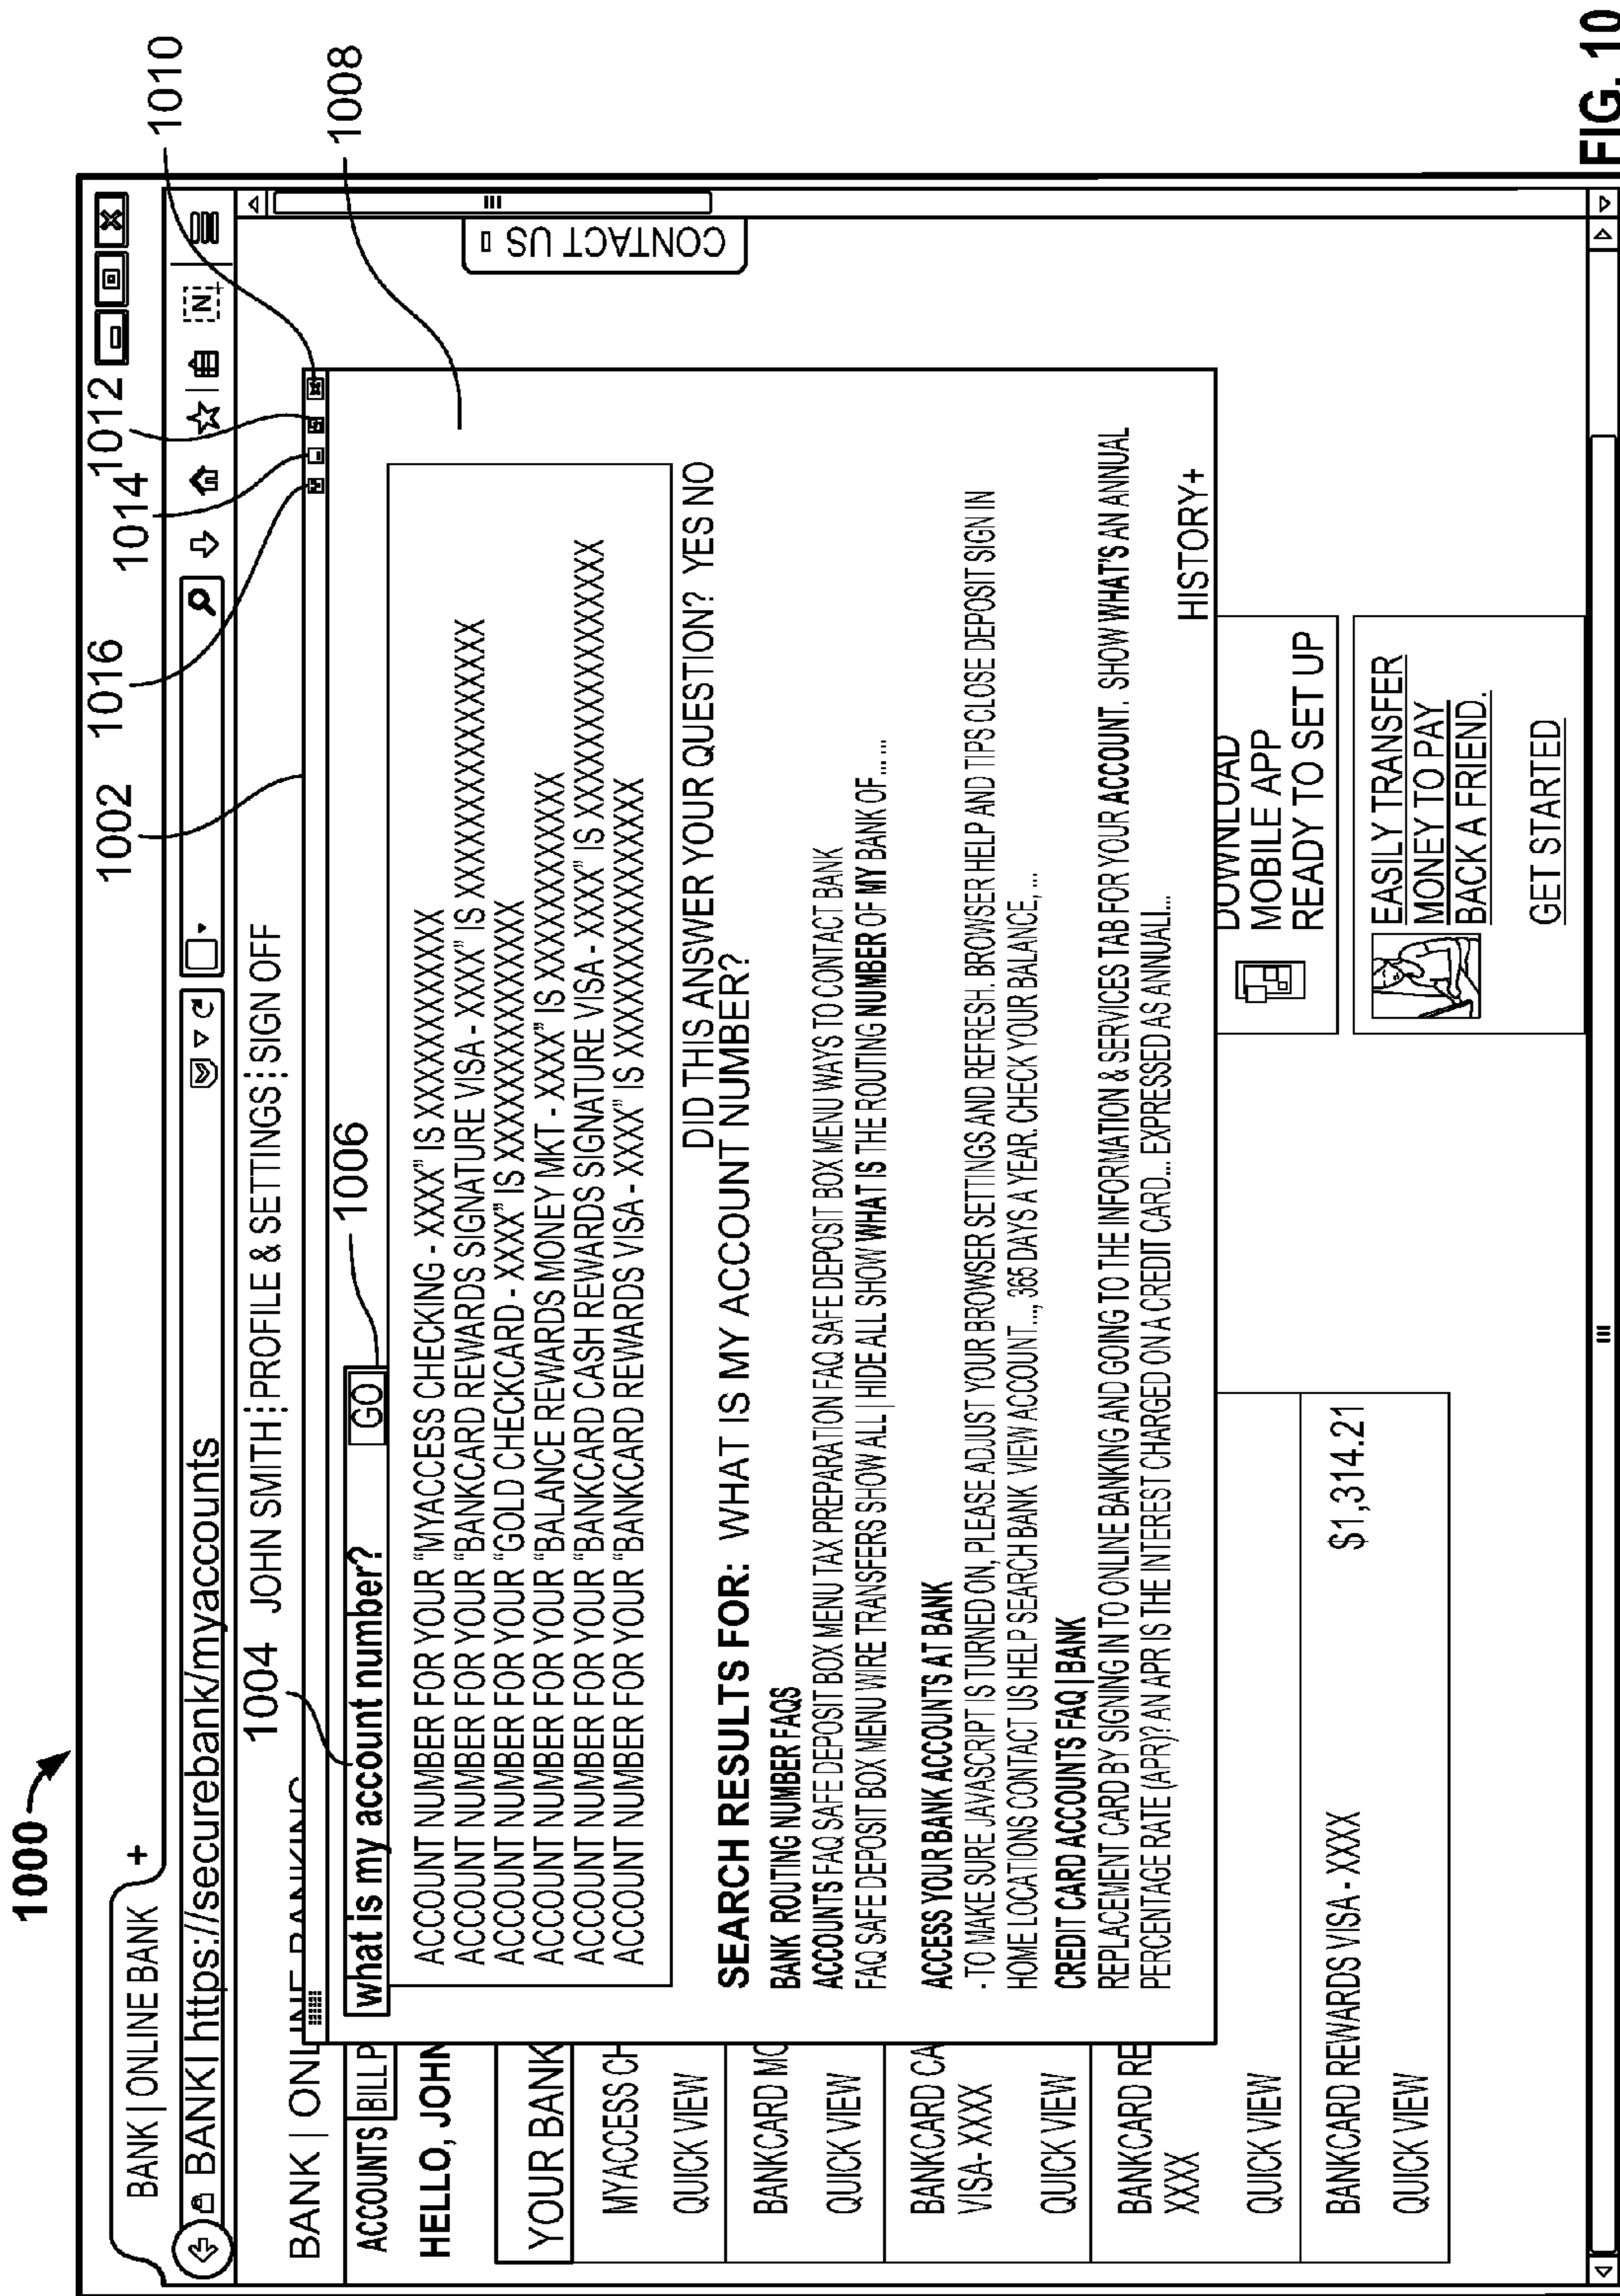 1000
BANK | ONLINE BANK +
1002
1016
1014
1012
1010
BANKI https://securebank/myaccounts
N
1004 JOHN SMITH PROFILE & SETTINGS SIGN OFF
BANK | ONLINE BANKING
1006
1008
ACCOUNTS BILL P
what is my account number? GO
HELLO, JOHN
ACCOUNT NUMBER FOR YOUR "MYACCESS CHECKING - XXXX" IS XXXXXXXXXXXX
ACCOUNT NUMBER FOR YOUR "BANKCARD REWARDS SIGNATURE VISA - XXXX" IS XXXXXXXXXXXXXXXXX
ACCOUNT NUMBER FOR YOUR "GOLD CHECKCARD - XXXX" IS XXXXXXXXXXXXXXXX
ACCOUNT NUMBER FOR YOUR "BALANCE REWARDS MONEY MKT - XXXX" IS XXXXXXXXXXXXXX
ACCOUNT NUMBER FOR YOUR "BANKCARD CASH REWARDS SIGNATURE VISA - XXXX" IS XXXXXXXXXXXXXXXXXXX
ACCOUNT NUMBER FOR YOUR "BANKCARD REWARDS VISA - XXXX" IS XXXXXXXXXXXXXXXXXX
CONTACT US
DID THIS ANSWER YOUR QUESTION? YES NO
SEARCH RESULTS FOR: WHAT IS MY ACCOUNT NUMBER?
BANK ROUTING NUMBER FAQS
ACCOUNTS FAQ SAFE DEPOSIT BOX MENU TAX PREPARATION FAQ SAFE DEPOSIT BOX MENU WAYS TO CONTACT BANK
FAQ SAFE DEPOSIT BOX MENU WIRE TRANSFERS SHOW ALL | HIDE ALL SHOW WHAT IS THE ROUTING NUMBER OF MY BANK OF... ...
ACCESS YOUR BANK ACCOUNTS AT BANK
- TO MAKE SURE JAVASCRIPT IS TURNED ON, PLEASE ADJUST YOUR BROWSER SETTINGS AND REFRESH. BROWSER HELP AND TIPS CLOSE DEPOSIT SIGN IN
HOME LOCATIONS CONTACT US HELP SEARCH BANK VIEW ACCOUNT..., 365 DAYS A YEAR. CHECK YOUR BALANCE, ...
CREDIT CARD ACCOUNTS FAQ | BANK
REPLACEMENT CARD BY SIGNING IN TO ONLINE BANKING AND GOING TO THE INFORMATION & SERVICES TAB FOR YOUR ACCOUNT. SHOW WHAT'S AN ANNUAL
PERCENTAGE RATE (APR)? AN APR IS THE INTEREST CHARGED ON A CREDIT CARD... EXPRESSED AS ANNUALI...
HISTORY+
YOUR BANK
MYACCESS CH
QUICK VIEW
BANKCARD MO
QUICK VIEW
BANKCARD CA
VISA- XXXX
QUICK VIEW
BANKCARD RE
XXXX
QUICK VIEW
BANKCARD REWARDS VISA - XXXX $1,314.21
QUICK VIEW
DOWNLOAD
MOBILE APP
READY TO SET UP
EASILY TRANSFER
MONEY TO PAY
BACK A FRIEND.
GET STARTED
FIG. 10